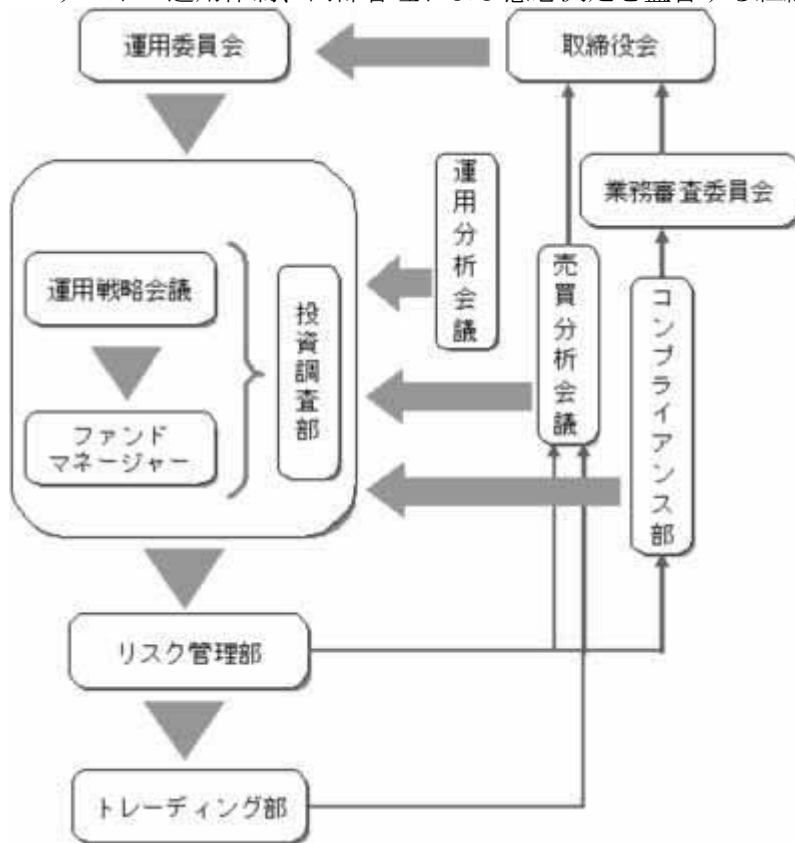 運用委員会
取締役会
業務審査委員会
運用分析会議
売買分析会議
コンプライアンス部
運用戦略会議
投資調査部
ファンド
マネージャー
リスク管理部
トレーディング部